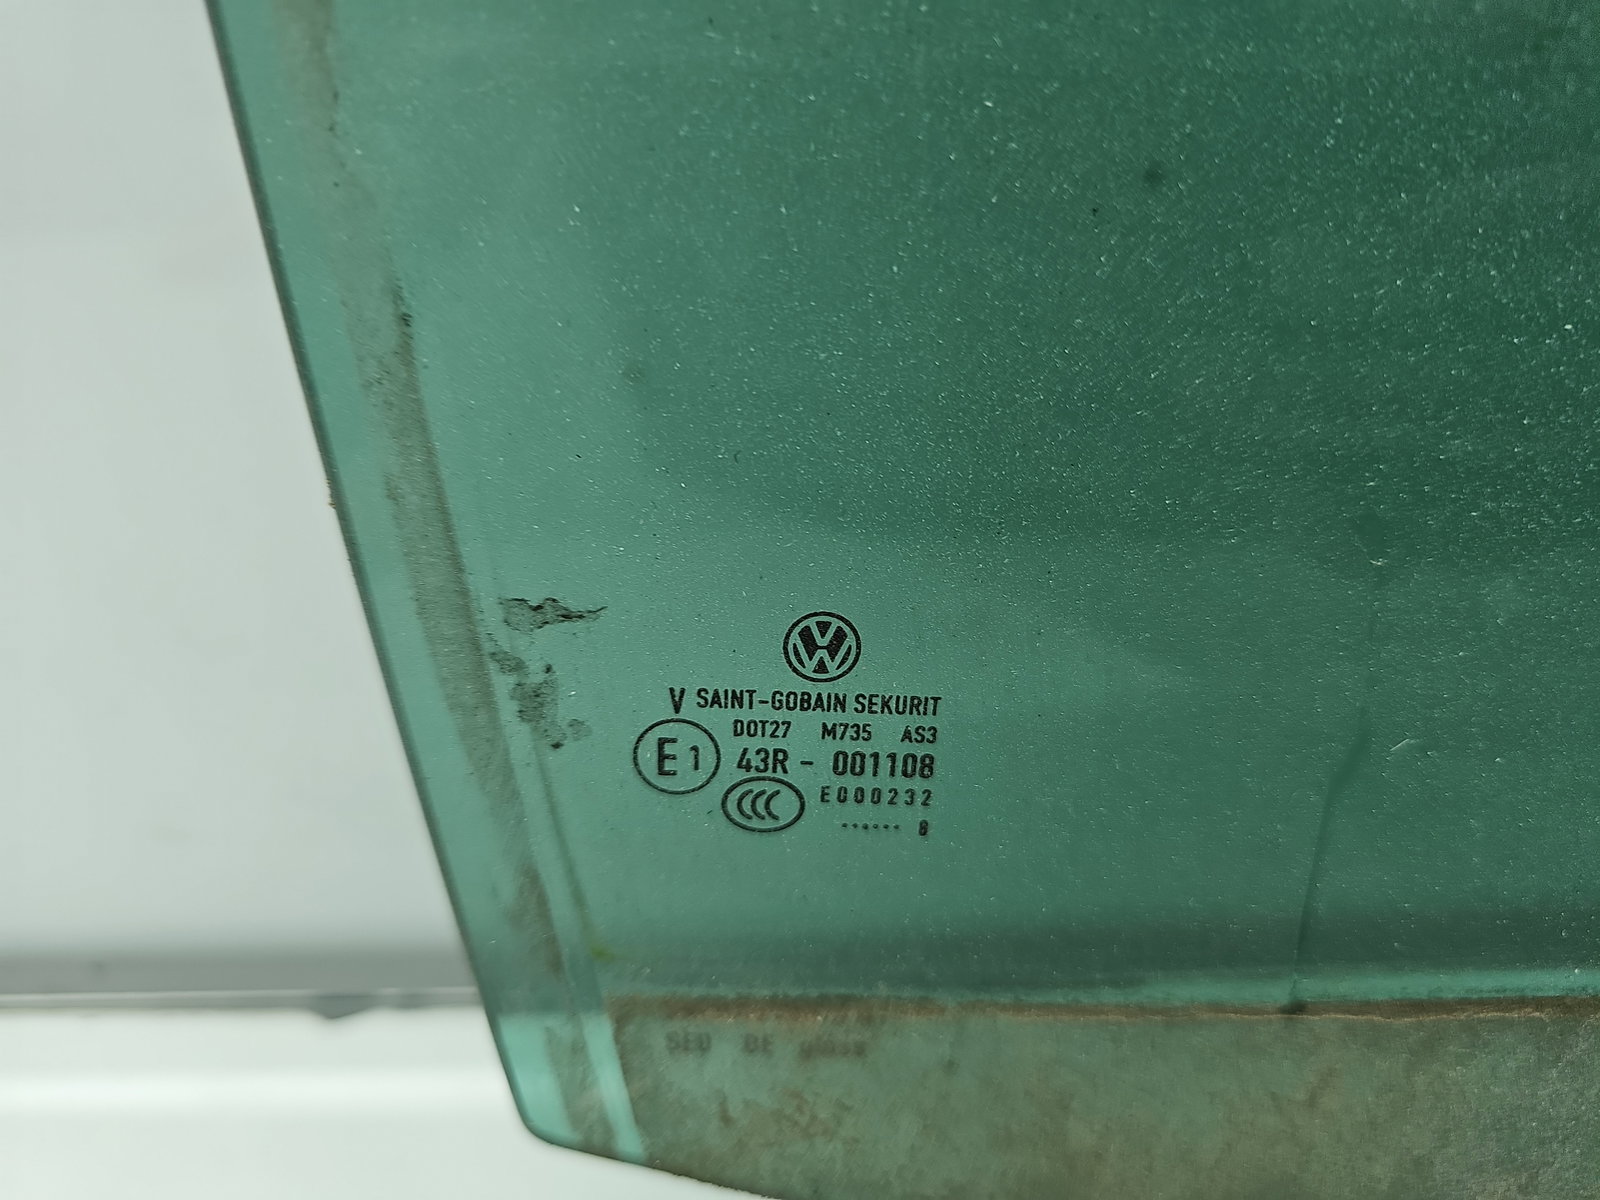 V SAINT-GOBAIN SEKURIT
DOT27 M735 AS3
E1 43R - 001108
CCC E000232
...... 8